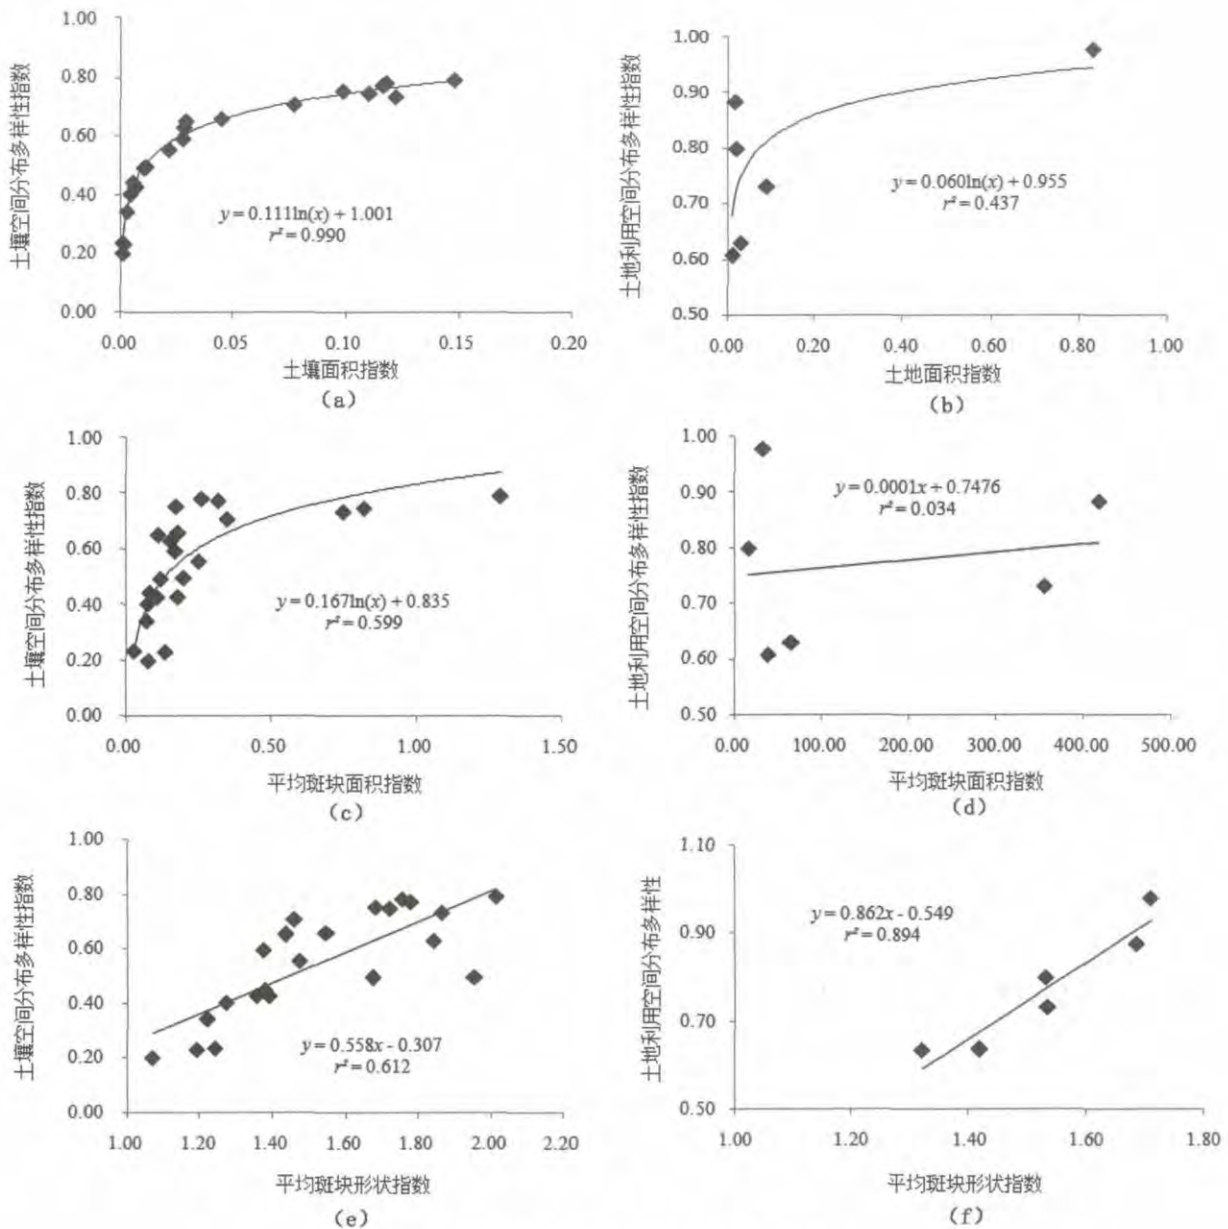 土壤空间分布多样性指数
1.00
0.80
0.60
0.40
0.20
0.00
y = 0.111ln(x) + 1.001
r² = 0.990
0.00 0.05 0.10 0.15 0.20
土壤面积指数
(a)
土地利用空间分布多样性指数
1.00
0.90
0.80
0.70
0.60
0.50
y = 0.060ln(x) + 0.955
r² = 0.437
0.00 0.20 0.40 0.60 0.80 1.00
土地面积指数
(b)
土壤空间分布多样性指数
1.00
0.80
0.60
0.40
0.20
0.00
y = 0.167ln(x) + 0.835
r² = 0.599
0.00 0.50 1.00 1.50
平均斑块面积指数
(c)
土地利用空间分布多样性指数
1.00
0.90
0.80
0.70
0.60
0.50
y = 0.0001x + 0.7476
r² = 0.034
0.00 100.00 200.00 300.00 400.00 500.00
平均斑块面积指数
(d)
土壤空间分布多样性指数
1.00
0.80
0.60
0.40
0.20
0.00
y = 0.558x - 0.307
r² = 0.612
1.00 1.20 1.40 1.60 1.80 2.00 2.20
平均斑块形状指数
(e)
土地利用空间分布多样性
1.10
0.90
0.70
0.50
y = 0.862x - 0.549
r² = 0.894
1.00 1.20 1.40 1.60 1.80
平均斑块形状指数
(f)